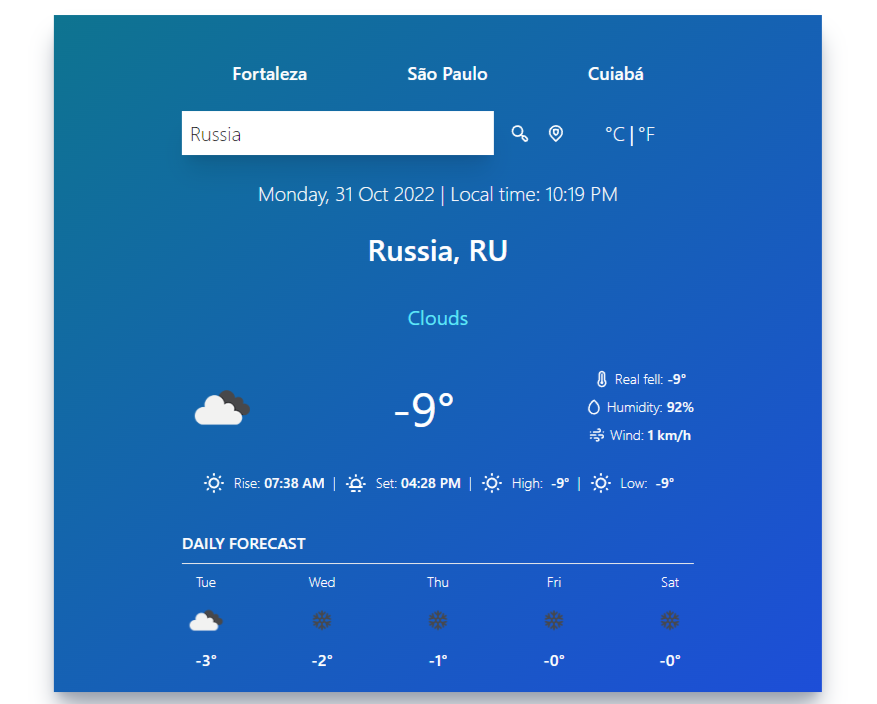 Fortaleza São Paulo Cuiabá
Russia °C | °F
Monday, 31 Oct 2022 | Local time: 10:19 PM
Russia, RU
Clouds
Real fell: -9°
-9°
Humidity: 92%
Wind: 1 km/h
Rise: 07:38 AM | Set: 04:28 PM | High: -9° | Low: -9°
DAILY FORECAST
Tue Wed Thu Fri Sat
-3° -2° -1° -0° -0°